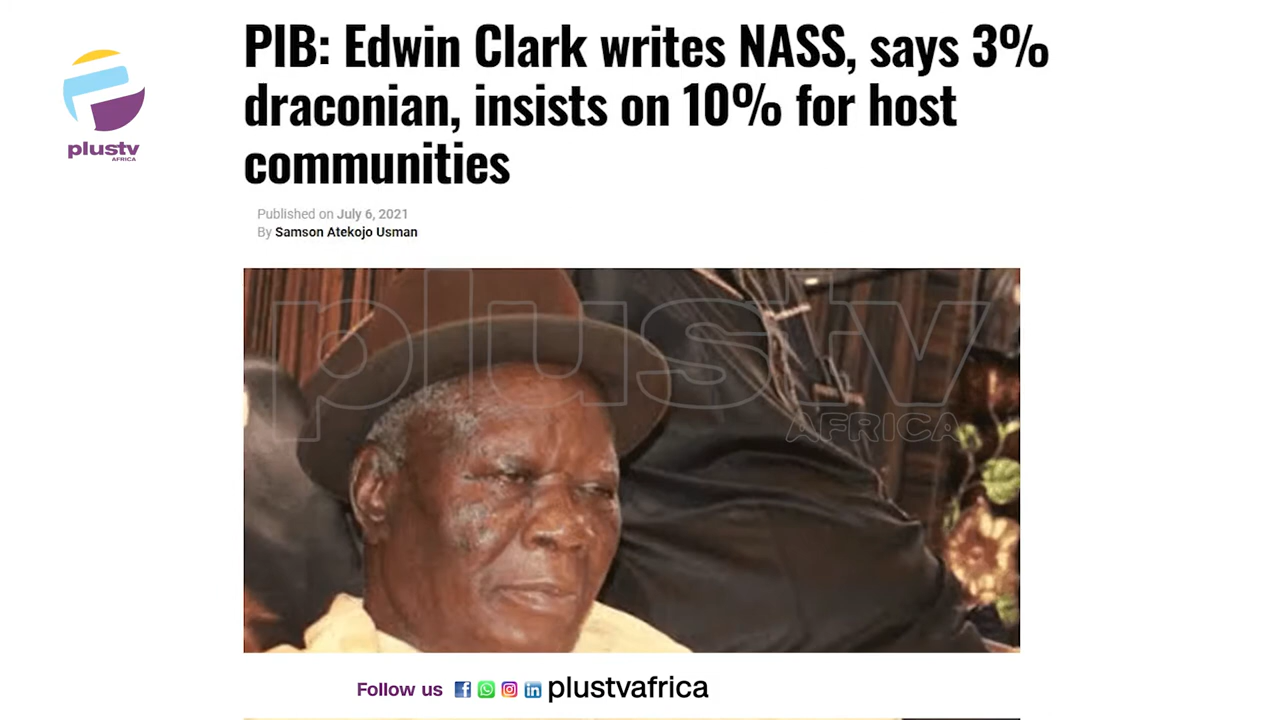 plustv
AFRICA
PIB: Edwin Clark writes NASS, says 3%
draconian, insists on 10% for host
communities
Published on July 6, 2021
By Samson Atekojo Usman
plustv
AFRICA
Follow us plustvafrica